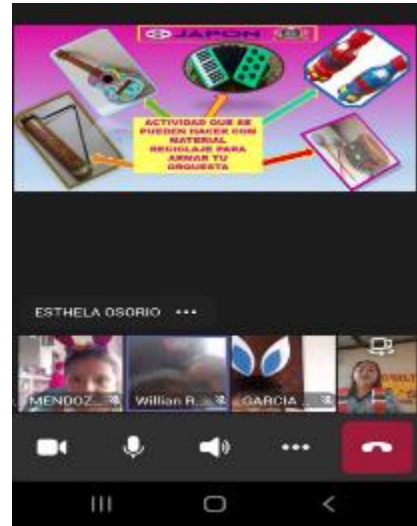 JAPON
ACTIVIDAD QUE SE
PUEDEN HACER CON
MATERIAL
RECICLAJE PARA
ARMAR TU
ORQUESTA
ESTHELA OSORIO
MENDOZ...
Willian R...
GARCIA ...